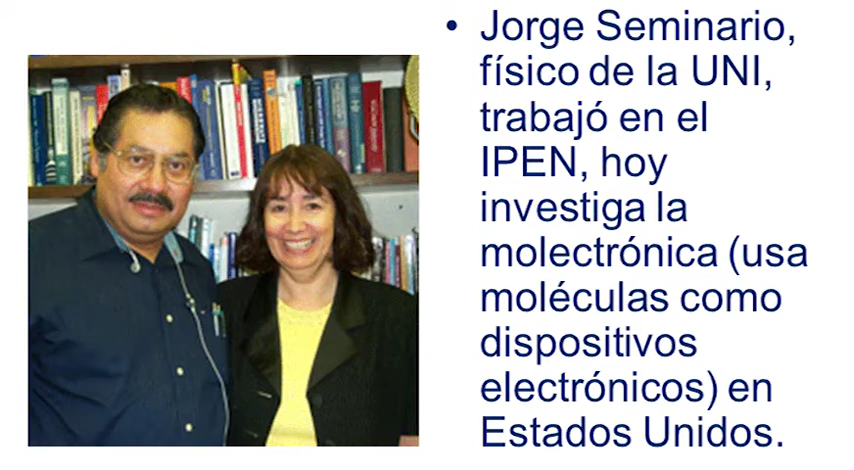 • Jorge Seminario,
físico de la UNI,
trabajó en el
IPEN, hoy
investiga la
molectrónica (usa
moléculas como
dispositivos
electrónicos) en
Estados Unidos.